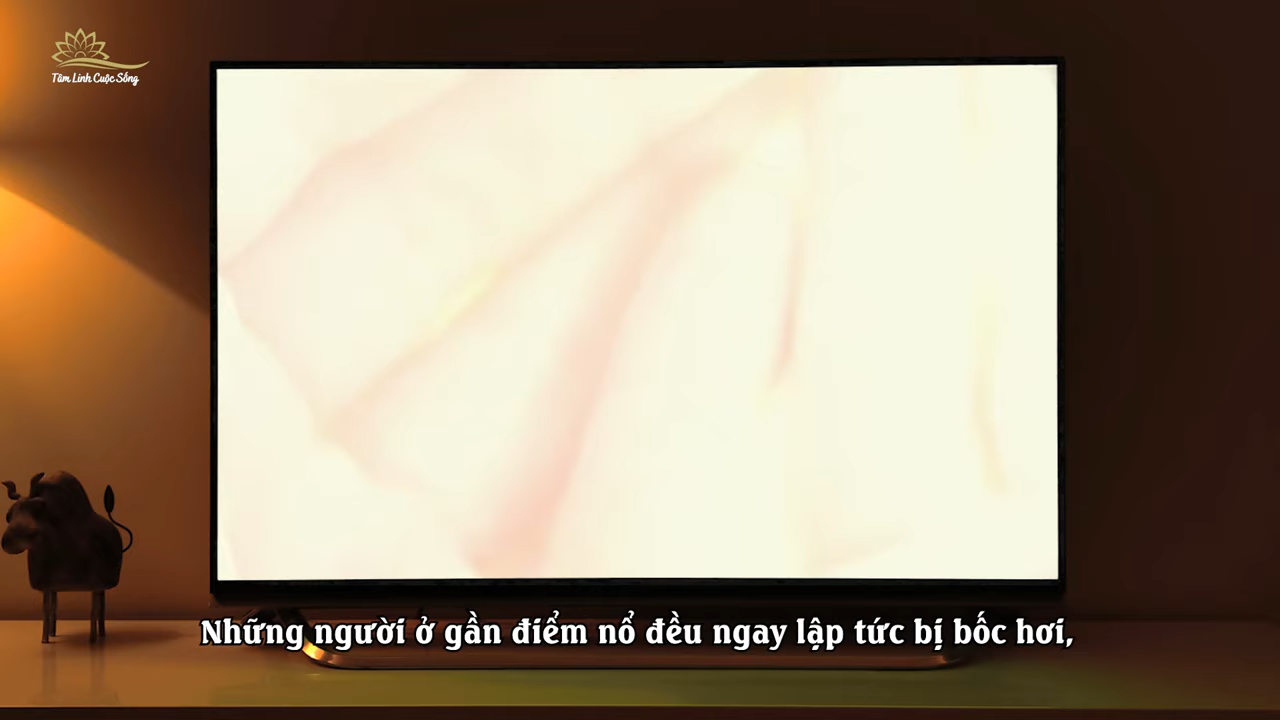 Tâm Linh Cuộc Sống
Những người ở gần điểm nổ đều ngay lập tức bị bốc hơi,